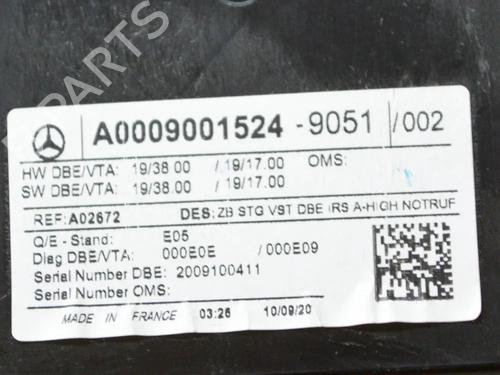 A0009001524 - 9051 / 002
HW DBE/VTA: 19/38.00 / 19/17.00 OMS:
SW DBE/VTA: 19/38.00 / 19/17.00
REF: A02672 DES: ZB STG VST DBE IRS A-HIGH NOTRUF
Q/E - Stand: E05
Diag DBE/VTA: 000E0E / 000E09
Serial Number DBE: 2009100411
Serial Number OMS:
MADE IN FRANCE 03:26 10/09/20